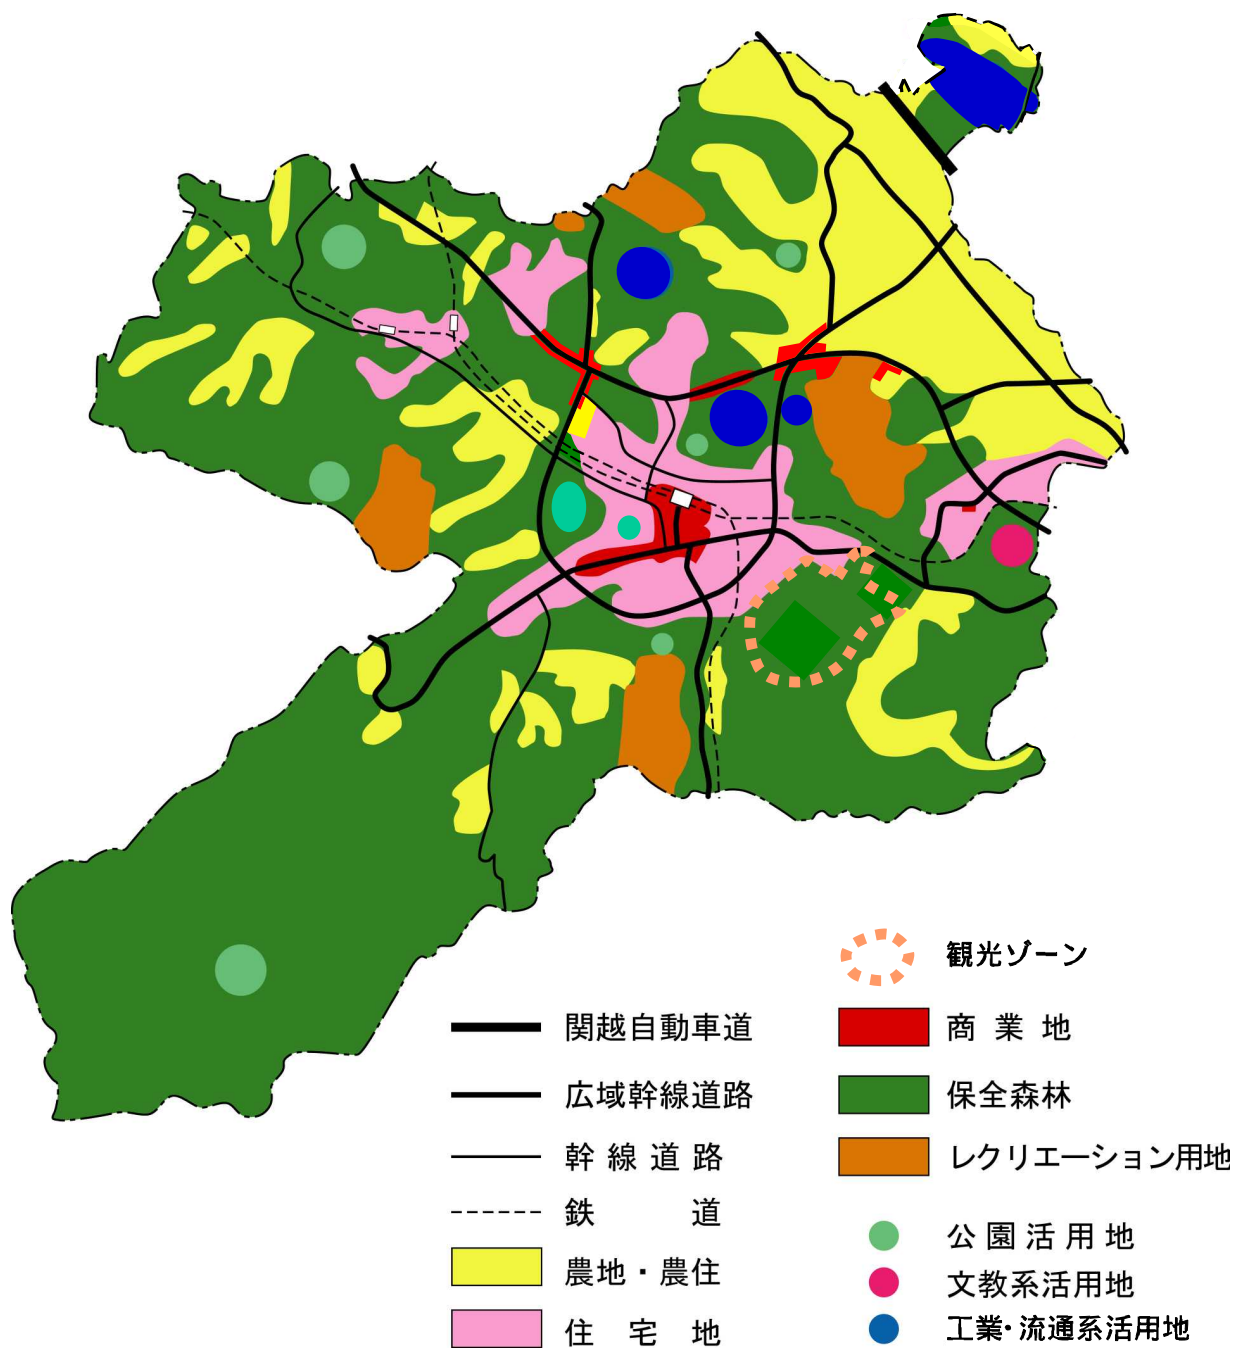 観光ゾーン
関越自動車道
商業地
広域幹線道路
保全森林
幹線道路
レクリエーション用地
鉄道
農地・農住
公園活用地
文教系活用地
住宅地
工業・流通系活用地